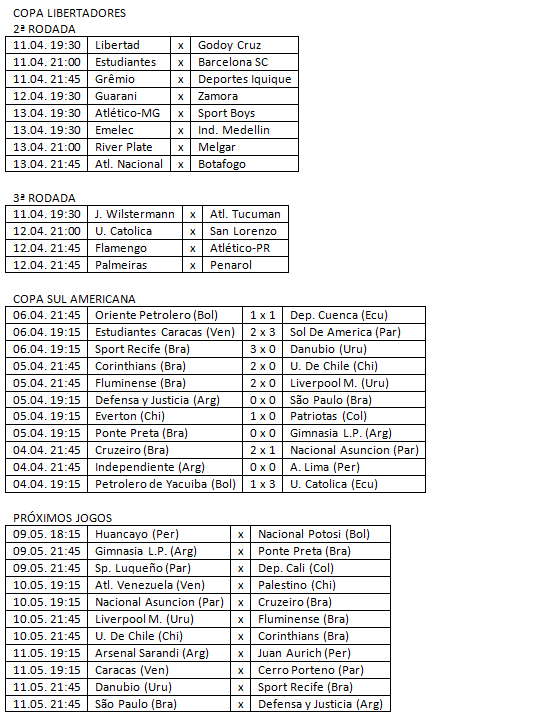 COPA LIBERTADORES
2ª RODADA
11.04. 19:30 Libertad x Godoy Cruz
11.04. 21:00 Estudiantes x Barcelona SC
11.04. 21:45 Grêmio x Deportes Iquique
12.04. 19:30 Guarani x Zamora
13.04. 19:30 Atlético-MG x Sport Boys
13.04. 19:30 Emelec x Ind. Medellin
13.04. 21:00 River Plate x Melgar
13.04. 21:45 Atl. Nacional x Botafogo
3ª RODADA
11.04. 19:30 J. Wilstermann x Atl. Tucuman
12.04. 21:00 U. Catolica x San Lorenzo
12.04. 21:45 Flamengo x Atlético-PR
12.04. 21:45 Palmeiras x Penarol
COPA SUL AMERICANA
06.04. 21:45 Oriente Petrolero (Bol) 1 x 1 Dep. Cuenca (Ecu)
06.04. 19:15 Estudiantes Caracas (Ven) 2 x 3 Sol De America (Par)
06.04. 19:15 Sport Recife (Bra) 3 x 0 Danubio (Uru)
05.04. 21:45 Corinthians (Bra) 2 x 0 U. De Chile (Chi)
05.04. 21:45 Fluminense (Bra) 2 x 0 Liverpool M. (Uru)
05.04. 19:15 Defensa y Justicia (Arg) 0 x 0 São Paulo (Bra)
05.04. 19:15 Everton (Chi) 1 x 0 Patriotas (Col)
05.04. 19:15 Ponte Preta (Bra) 0 x 0 Gimnasia L.P. (Arg)
04.04. 21:45 Cruzeiro (Bra) 2 x 1 Nacional Asuncion (Par)
04.04. 21:45 Independiente (Arg) 0 x 0 A. Lima (Per)
04.04. 19:15 Petrolero de Yacuiba (Bol) 1 x 3 U. Catolica (Ecu)
PRÓXIMOS JOGOS
09.05. 18:15 Huancayo (Per) x Nacional Potosi (Bol)
09.05. 21:45 Gimnasia L.P. (Arg) x Ponte Preta (Bra)
09.05. 21:45 Sp. Luqueño (Par) x Dep. Cali (Col)
10.05. 19:15 Atl. Venezuela (Ven) x Palestino (Chi)
10.05. 19:15 Nacional Asuncion (Par) x Cruzeiro (Bra)
10.05. 21:45 Liverpool M. (Uru) x Fluminense (Bra)
10.05. 21:45 U. De Chile (Chi) x Corinthians (Bra)
11.05. 19:15 Arsenal Sarandi (Arg) x Juan Aurich (Per)
11.05. 19:15 Caracas (Ven) x Cerro Porteno (Par)
11.05. 21:45 Danubio (Uru) x Sport Recife (Bra)
11.05. 21:45 São Paulo (Bra) x Defensa y Justicia (Arg)